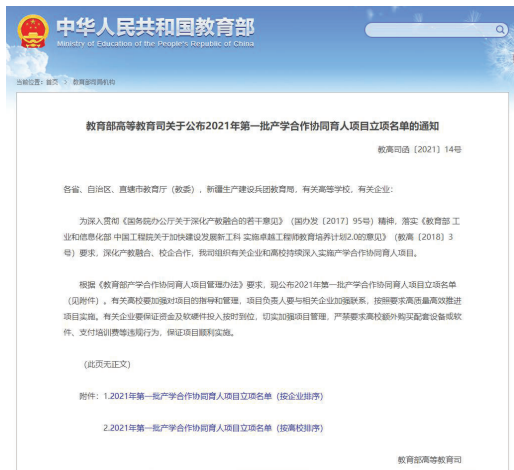 中华人民共和国教育部
Ministry of Education of the People's Republic of China
当前位置：首页 > 教育部司局机构
教育部高等教育司关于公布2021年第一批产学合作协同育人项目立项名单的通知
教高司函〔2021〕14号
各省、自治区、直辖市教育厅（教委），新疆生产建设兵团教育局，有关高等学校，有关企业：
为深入贯彻《国务院办公厅关于深化产教融合的若干意见》（国办发〔2017〕95号）精神，落实《教育部 工
业和信息化部 中国工程院关于加快建设发展新工科 实施卓越工程师教育培养计划2.0的意见》（教高〔2018〕3
号）要求，深化产教融合、校企合作，我司组织有关企业和高校持续深入实施产学合作协同育人项目。
根据《教育部产学合作协同育人项目管理办法》要求，现公布2021年第一批产学合作协同育人项目立项名单
（见附件）。有关高校要加强对项目的指导和管理，项目负责人要与相关企业加强联系，按照要求高质量高效推进
项目实施。有关企业要保证资金及软硬件投入按时到位，切实加强项目管理，严禁要求高校额外购买配套设备或软
件、支付培训费等违规行为，保证项目顺利实施。
（此页无正文）
附件：1.2021年第一批产学合作协同育人项目立项名单（按企业排序）
2.2021年第一批产学合作协同育人项目立项名单（按高校排序）
教育部高等教育司